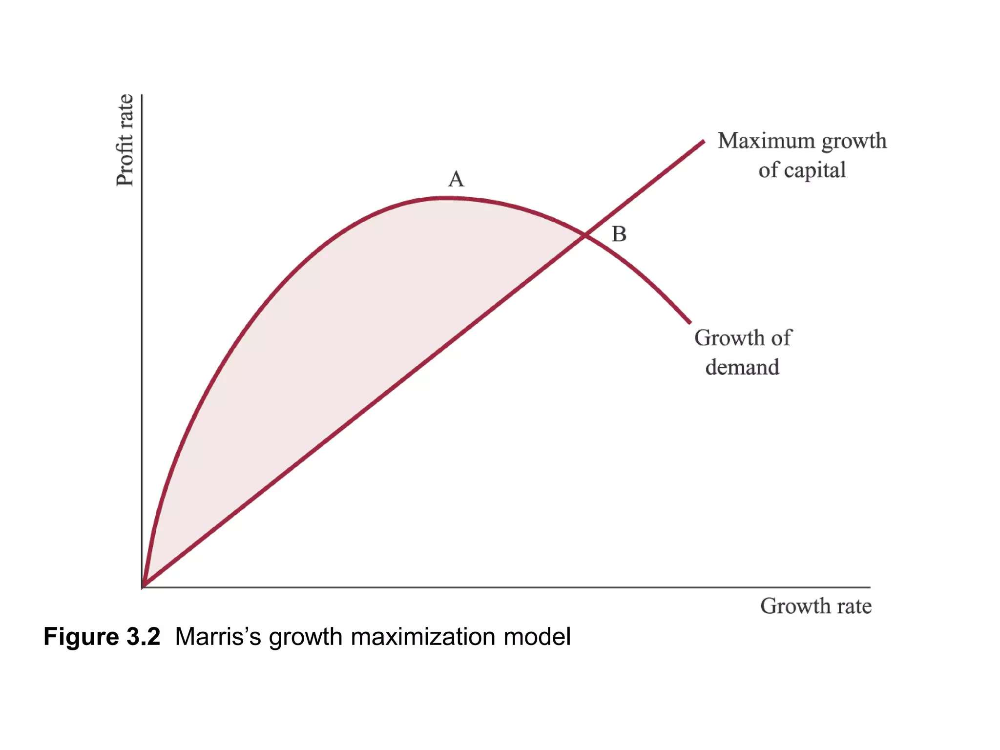 Profit rate
Maximum growth
of capital
A
B
Growth of
demand
Growth rate
Figure 3.2 Marris’s growth maximization model